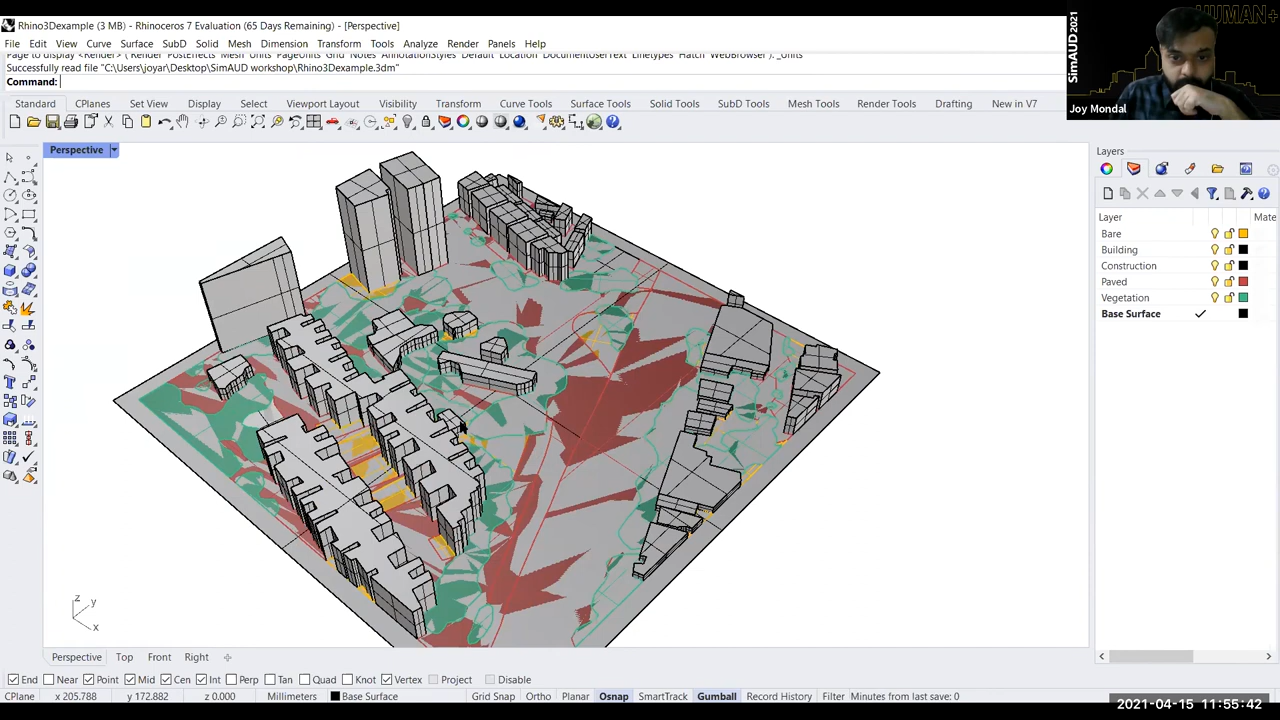 Rhino3Dexample (3 MB) - Rhinoceros 7 Evaluation (65 Days Remaining) - [Perspective]
File Edit View Curve Surface SubD Solid Mesh Dimension Transform Tools Analyze Render Panels Help
Successfully read file "C:\Users\joyar\Desktop\SimAUD workshop\Rhino3Dexample.3dm"
Command:
Standard CPlanes Set View Display Select Viewport Layout Visibility Transform Curve Tools Surface Tools Solid Tools SubD Tools Mesh Tools Render Tools Drafting New in V7
Perspective
z
y
x
Perspective Top Front Right
End Near Point Mid Cen Int Perp Tan Quad Knot Vertex Project Disable
CPlane x 205.788 y 172.882 z 0.000 Millimeters Base Surface Grid Snap Ortho Planar Osnap SmartTrack Gumball Record History Filter Minutes from last save: 0
SimAUD 2021
HUMAN+
Joy Mondal
Layers
Layer Mate
Bare
Building
Construction
Paved
Vegetation
Base Surface
2021-04-15 11:55:42